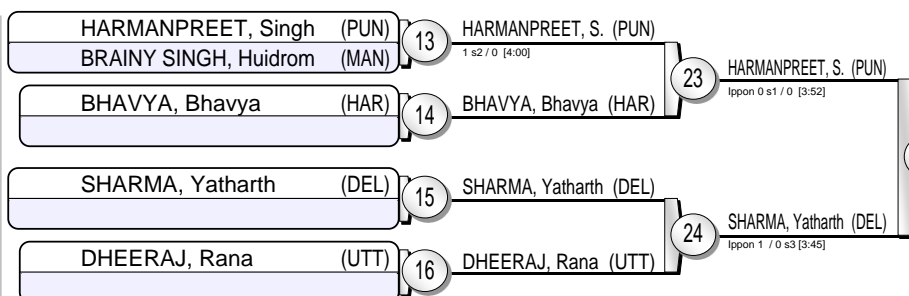 HARMANPREET, Singh (PUN)
BRAINY SINGH, Huidrom (MAN)
13
HARMANPREET, S. (PUN)
1 s2 / 0 [4:00]
BHAVYA, Bhavya (HAR)
14
BHAVYA, Bhavya (HAR)
23
HARMANPREET, S. (PUN)
Ippon 0 s1 / 0 [3:52]
SHARMA, Yatharth (DEL)
15
SHARMA, Yatharth (DEL)
DHEERAJ, Rana (UTT)
16
DHEERAJ, Rana (UTT)
24
SHARMA, Yatharth (DEL)
Ippon 1 / 0 s3 [3:45]